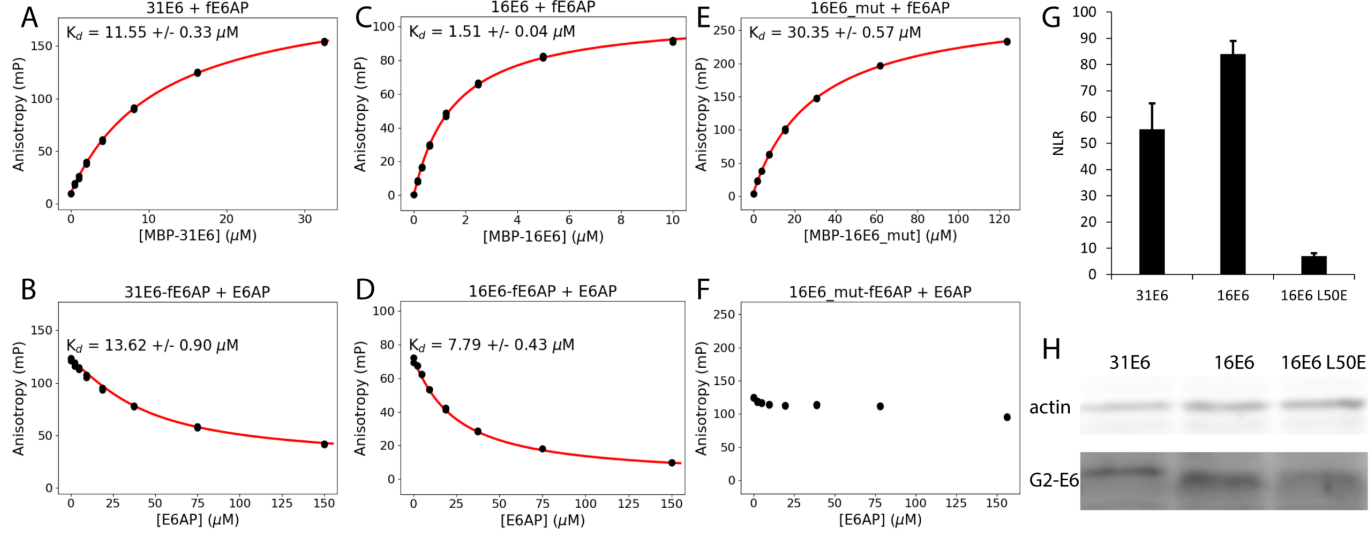 A
31E6 + fE6AP
K_d = 11.55 +/- 0.33 μM
Anisotropy (mP)
150
100
50
0
0 10 20 30
[MBP-31E6] (μM)
C
16E6 + fE6AP
K_d = 1.51 +/- 0.04 μM
Anisotropy (mP)
100
80
60
40
20
0
0 2 4 6 8 10
[MBP-16E6] (μM)
E
16E6_mut + fE6AP
K_d = 30.35 +/- 0.57 μM
Anisotropy (mP)
250
200
150
100
50
0
0 20 40 60 80 100 120
[MBP-16E6_mut] (μM)
G
NLR
100
90
80
70
60
50
40
30
20
10
0
31E6 16E6 16E6 L50E
B
31E6-fE6AP + E6AP
K_d = 13.62 +/- 0.90 μM
Anisotropy (mP)
150
100
50
0
0 25 50 75 100 125 150
[E6AP] (μM)
D
16E6-fE6AP + E6AP
K_d = 7.79 +/- 0.43 μM
Anisotropy (mP)
100
80
60
40
20
0
0 25 50 75 100 125 150
[E6AP] (μM)
F
16E6_mut-fE6AP + E6AP
Anisotropy (mP)
250
200
150
100
50
0
0 25 50 75 100 125 150
[E6AP] (μM)
H
31E6 16E6 16E6 L50E
actin
G2-E6